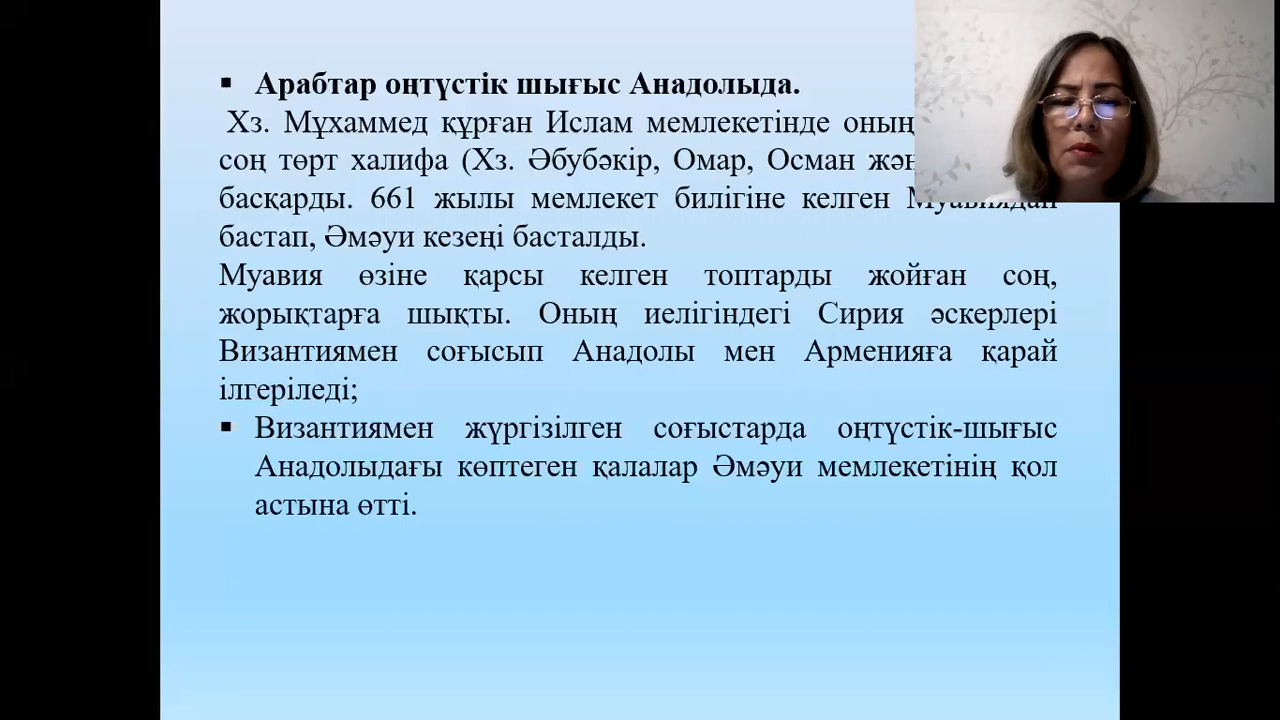 ▪ Арабтар оңтүстік шығыс Анадолыда.
Хз. Мұхаммед құрған Ислам мемлекетінде оның
соң төрт халифа (Хз. Әбубәкір, Омар, Осман
басқарды. 661 жылы мемлекет билігіне келген Муавиядан
бастап, Әмәуи кезеңі басталды.
Муавия өзіне қарсы келген топтарды жойған соң,
жорықтарға шықты. Оның иелігіндегі Сирия әскерлері
Византиямен соғысып Анадолы мен Арменияға қарай
ілгеріледі;
▪ Византиямен жүргізілген соғыстарда оңтүстік-шығыс
Анадолыдағы көптеген қалалар Әмәуи мемлекетінің қол
астына өтті.